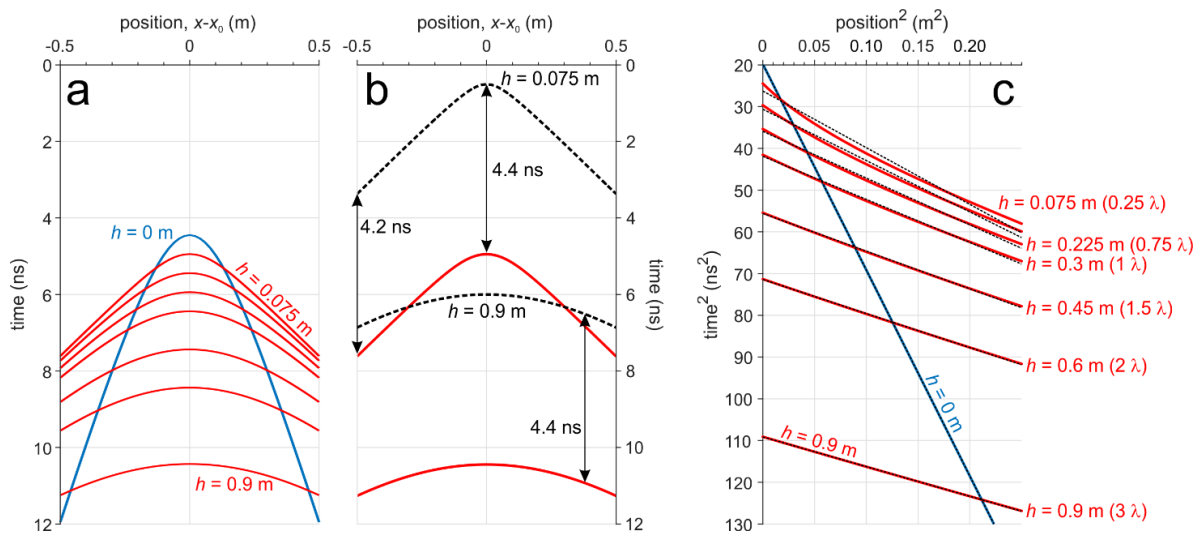 position, x-x₀ (m)
-0.5 0 0.5
0
2
4
6
8
10
12
time (ns)
a
h = 0 m
h = 0.075 m
h = 0.9 m
position, x-x₀ (m)
-0.5 0 0.5
b
h = 0.075 m
4.4 ns
4.2 ns
h = 0.9 m
4.4 ns
0
2
4
6
8
10
12
time (ns)
position² (m²)
0 0.05 0.10 0.15 0.20
20
30
40
50
60
70
80
90
100
110
120
130
time² (ns²)
c
h = 0.075 m (0.25 λ)
h = 0.225 m (0.75 λ)
h = 0.3 m (1 λ)
h = 0.45 m (1.5 λ)
h = 0.6 m (2 λ)
h = 0 m
h = 0.9 m
h = 0.9 m (3 λ)